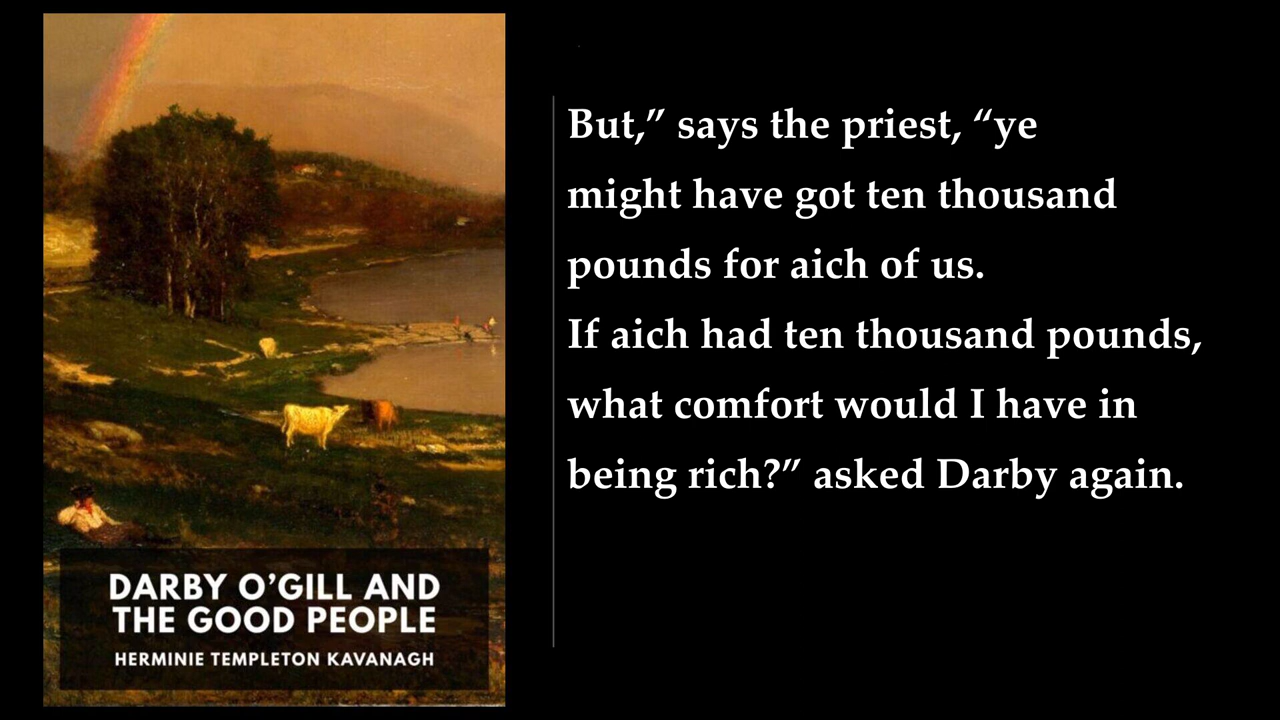 But,” says the priest, “ye
might have got ten thousand
pounds for aich of us.
If aich had ten thousand pounds,
what comfort would I have in
being rich?” asked Darby again.
DARBY O’GILL AND
THE GOOD PEOPLE
HERMINIE TEMPLETON KAVANAGH